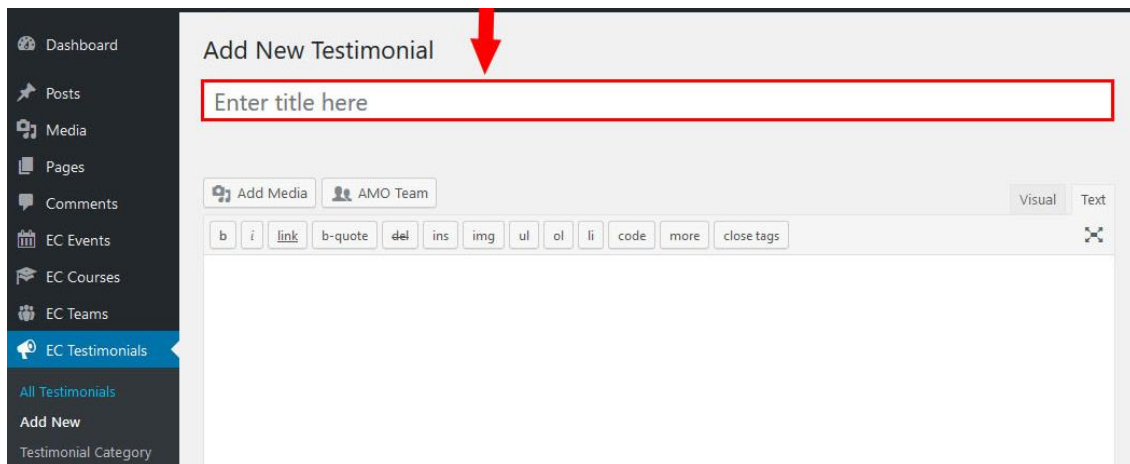 Dashboard
Posts
Media
Pages
Comments
EC Events
EC Courses
EC Teams
EC Testimonials
All Testimonials
Add New
Testimonial Category
Add New Testimonial
Enter title here
Add Media AMO Team
Visual Text
b i link b-quote del ins img ul ol li code more close tags